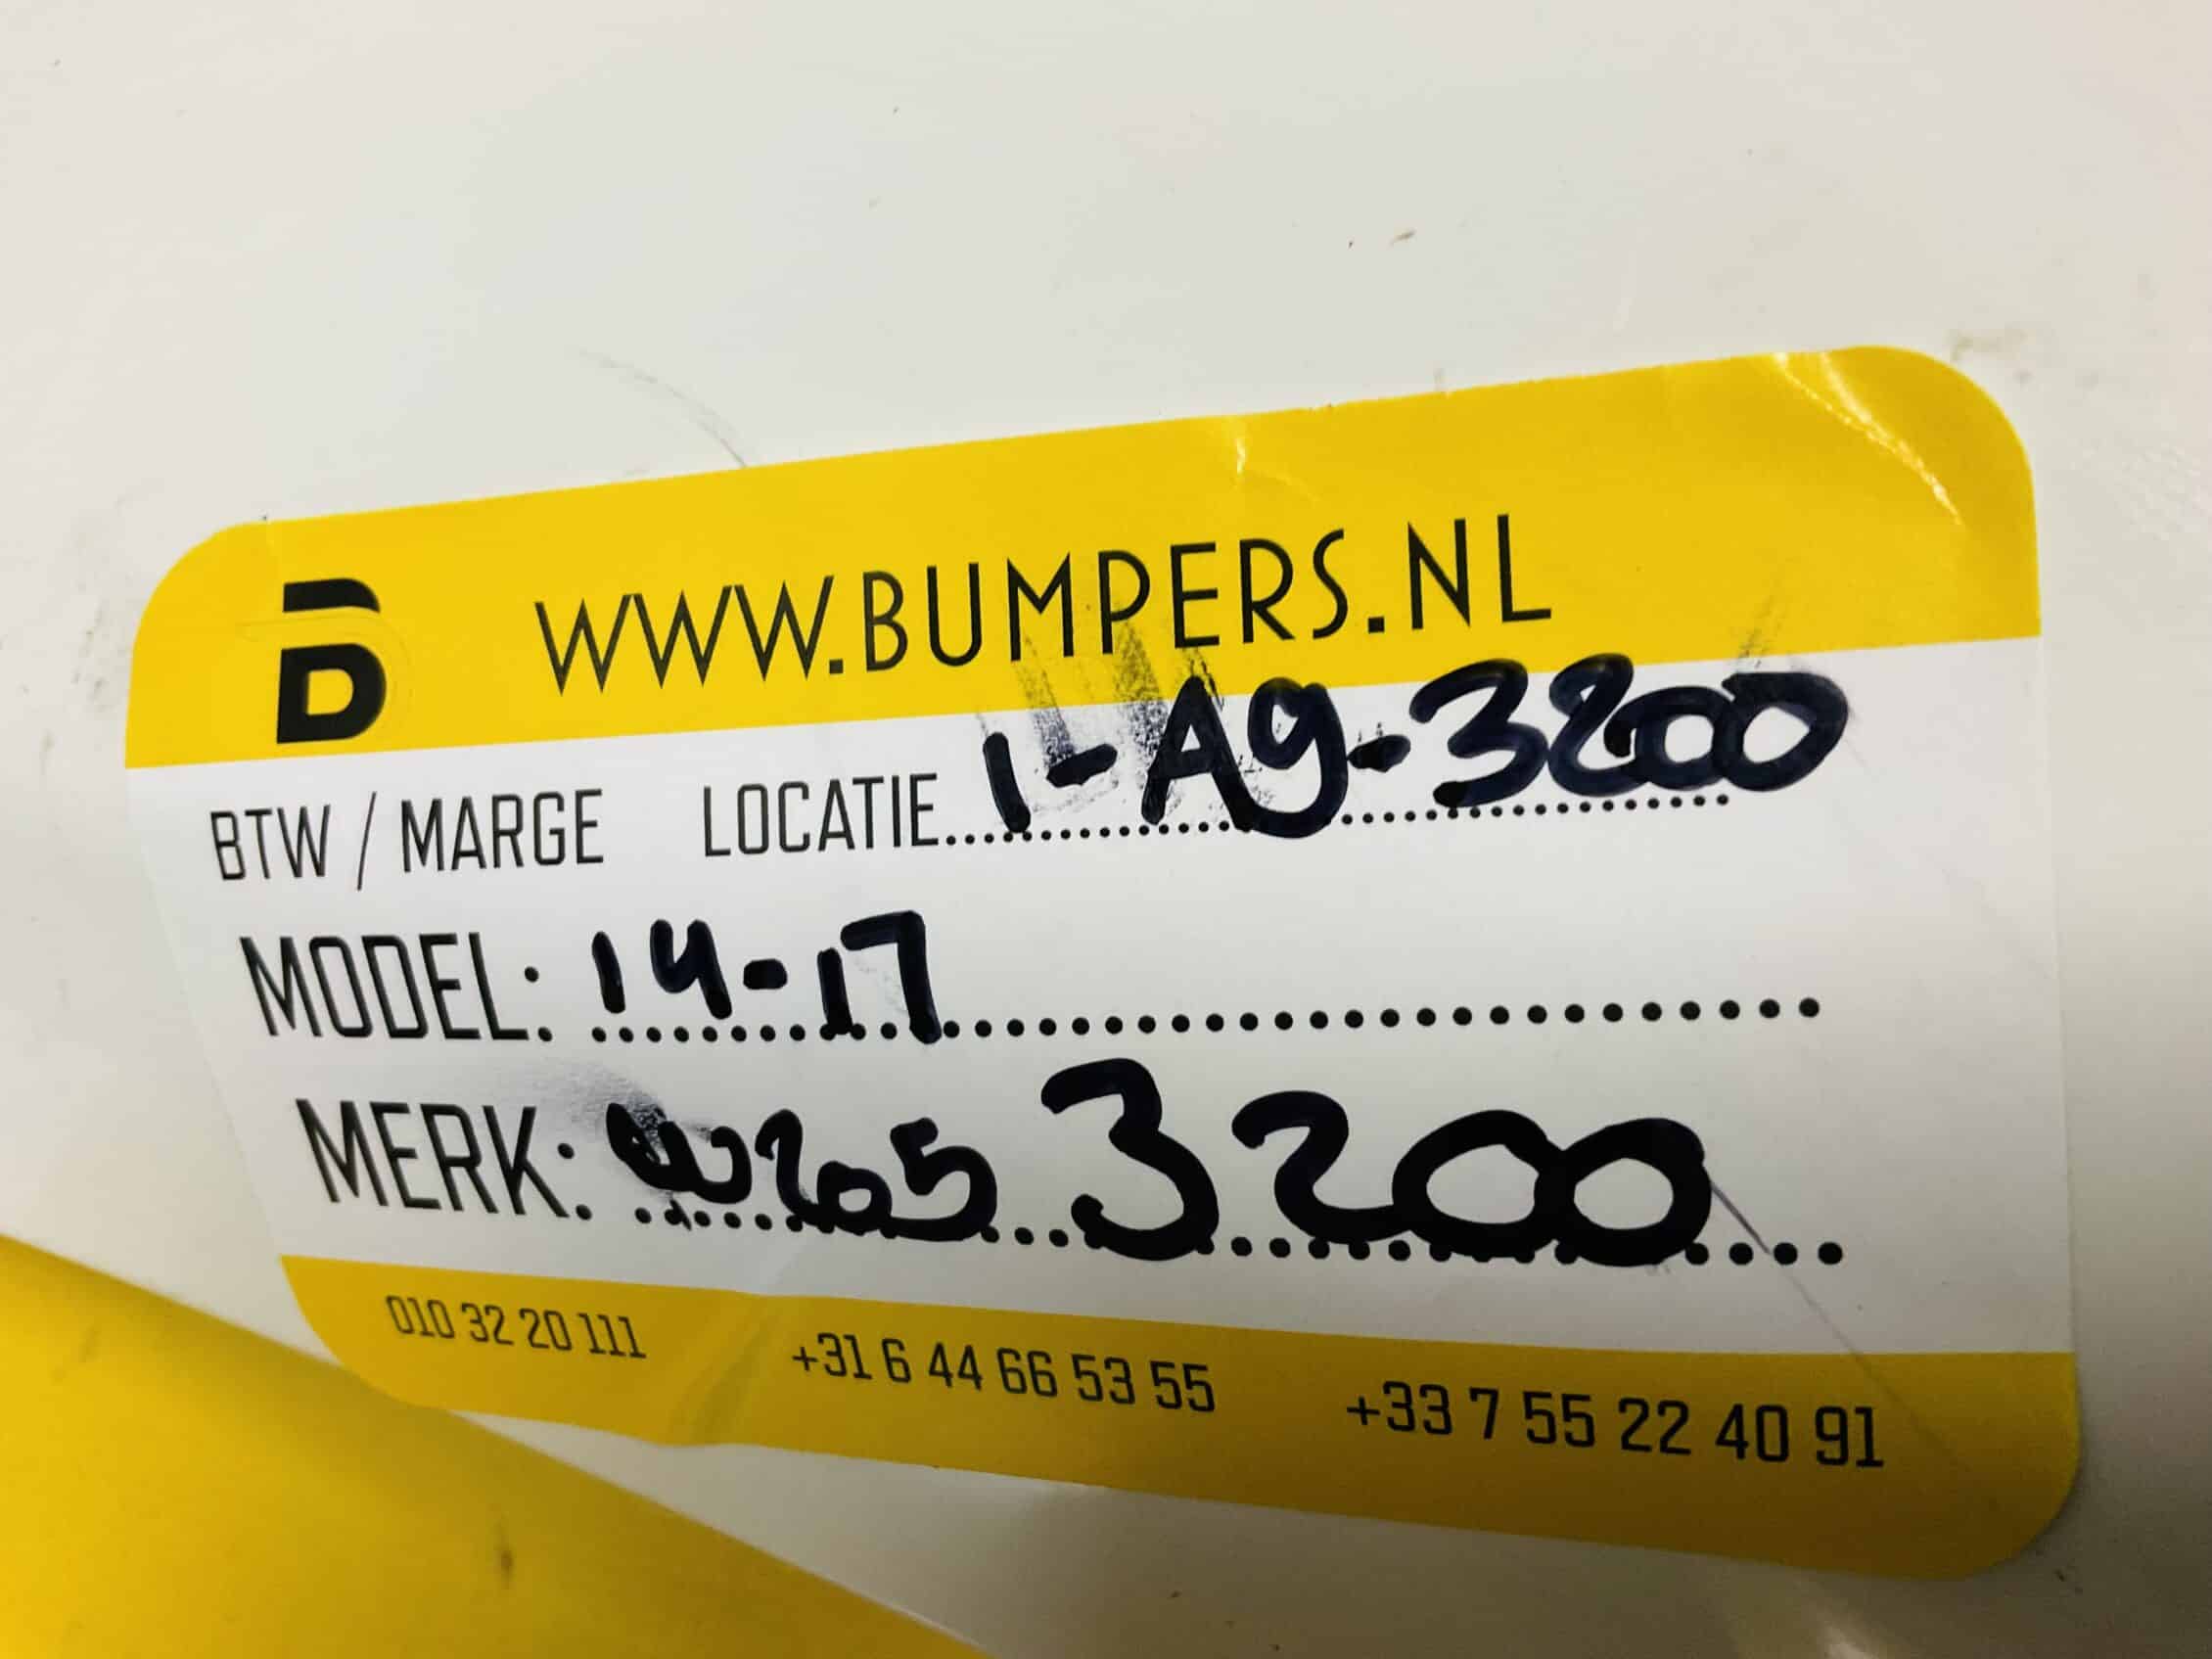 B WWW.BUMPERS.NL
BTW / MARGE LOCATIE 1-A9-3200
MODEL: 14-17
MERK: W205 3200
010 32 20 111 +31 6 44 66 53 55 +33 7 55 22 40 91